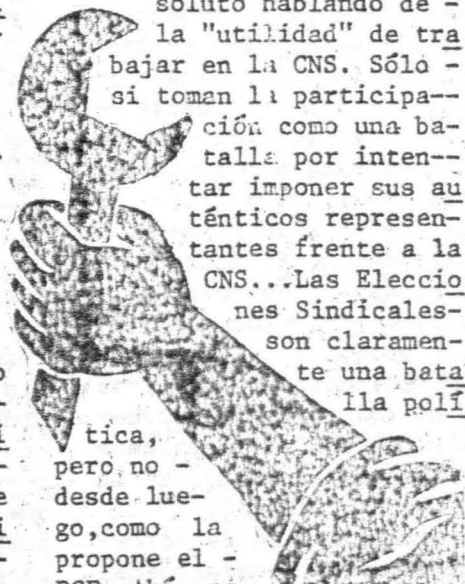 soluto hablando de -
la "utilidad" de tra
bajar en la CNS. Sólo -
si toman la participa--
ción como una ba-
talla por inten--
tar imponer sus au
ténticos represen-
tantes frente a la
CNS...Las Eleccio
nes Sindicales-
son claramen-
te una bata
lla polí
tica,
pero no -
desde lue-
go,como la
propone el -